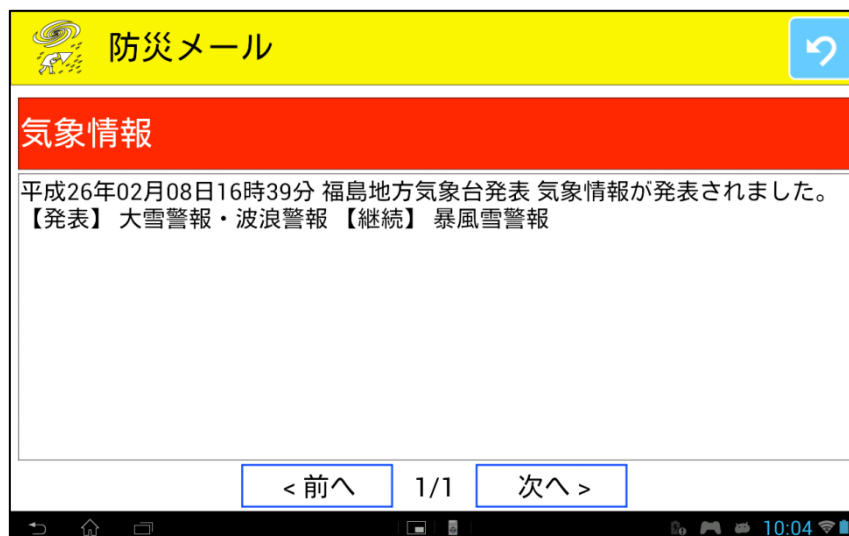 防災メール
気象情報
平成26年02月08日16時39分 福島地方気象台発表 気象情報が発表されました。
【発表】 大雪警報・波浪警報 【継続】 暴風雪警報
<前へ 1/1 次へ>
10:04